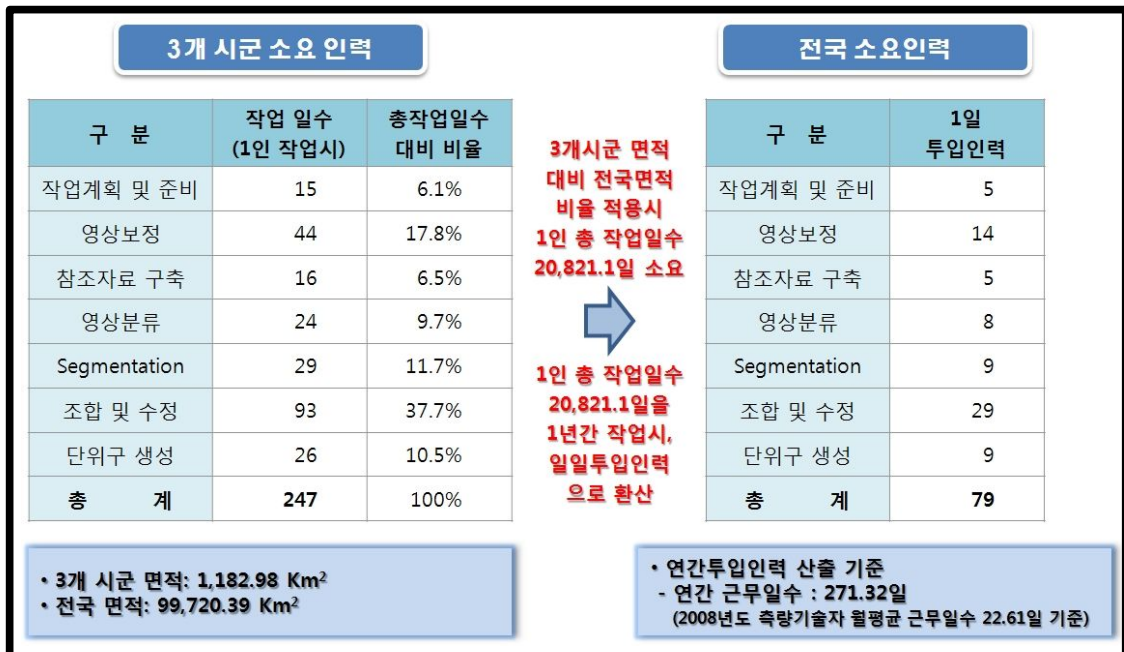 3개 시군 소요 인력
구 분 작업 일수 (1인 작업시) 총작업일수 대비 비율
작업계획 및 준비 15 6.1%
영상보정 44 17.8%
참조자료 구축 16 6.5%
영상분류 24 9.7%
Segmentation 29 11.7%
조합 및 수정 93 37.7%
단위구 생성 26 10.5%
총 계 247 100%
• 3개 시군 면적: 1,182.98 Km²
• 전국 면적: 99,720.39 Km²
3개시군 면적
대비 전국면적
비율 적용시
1인 총 작업일수
20,821.1일 소요
1인 총 작업일수
20,821.1일을
1년간 작업시,
일일투입인력
으로 환산
전국 소요인력
구 분 1일 투입인력
작업계획 및 준비 5
영상보정 14
참조자료 구축 5
영상분류 8
Segmentation 9
조합 및 수정 29
단위구 생성 9
총 계 79
• 연간투입인력 산출 기준
- 연간 근무일수 : 271.32일
(2008년도 측량기술자 월평균 근무일수 22.61일 기준)